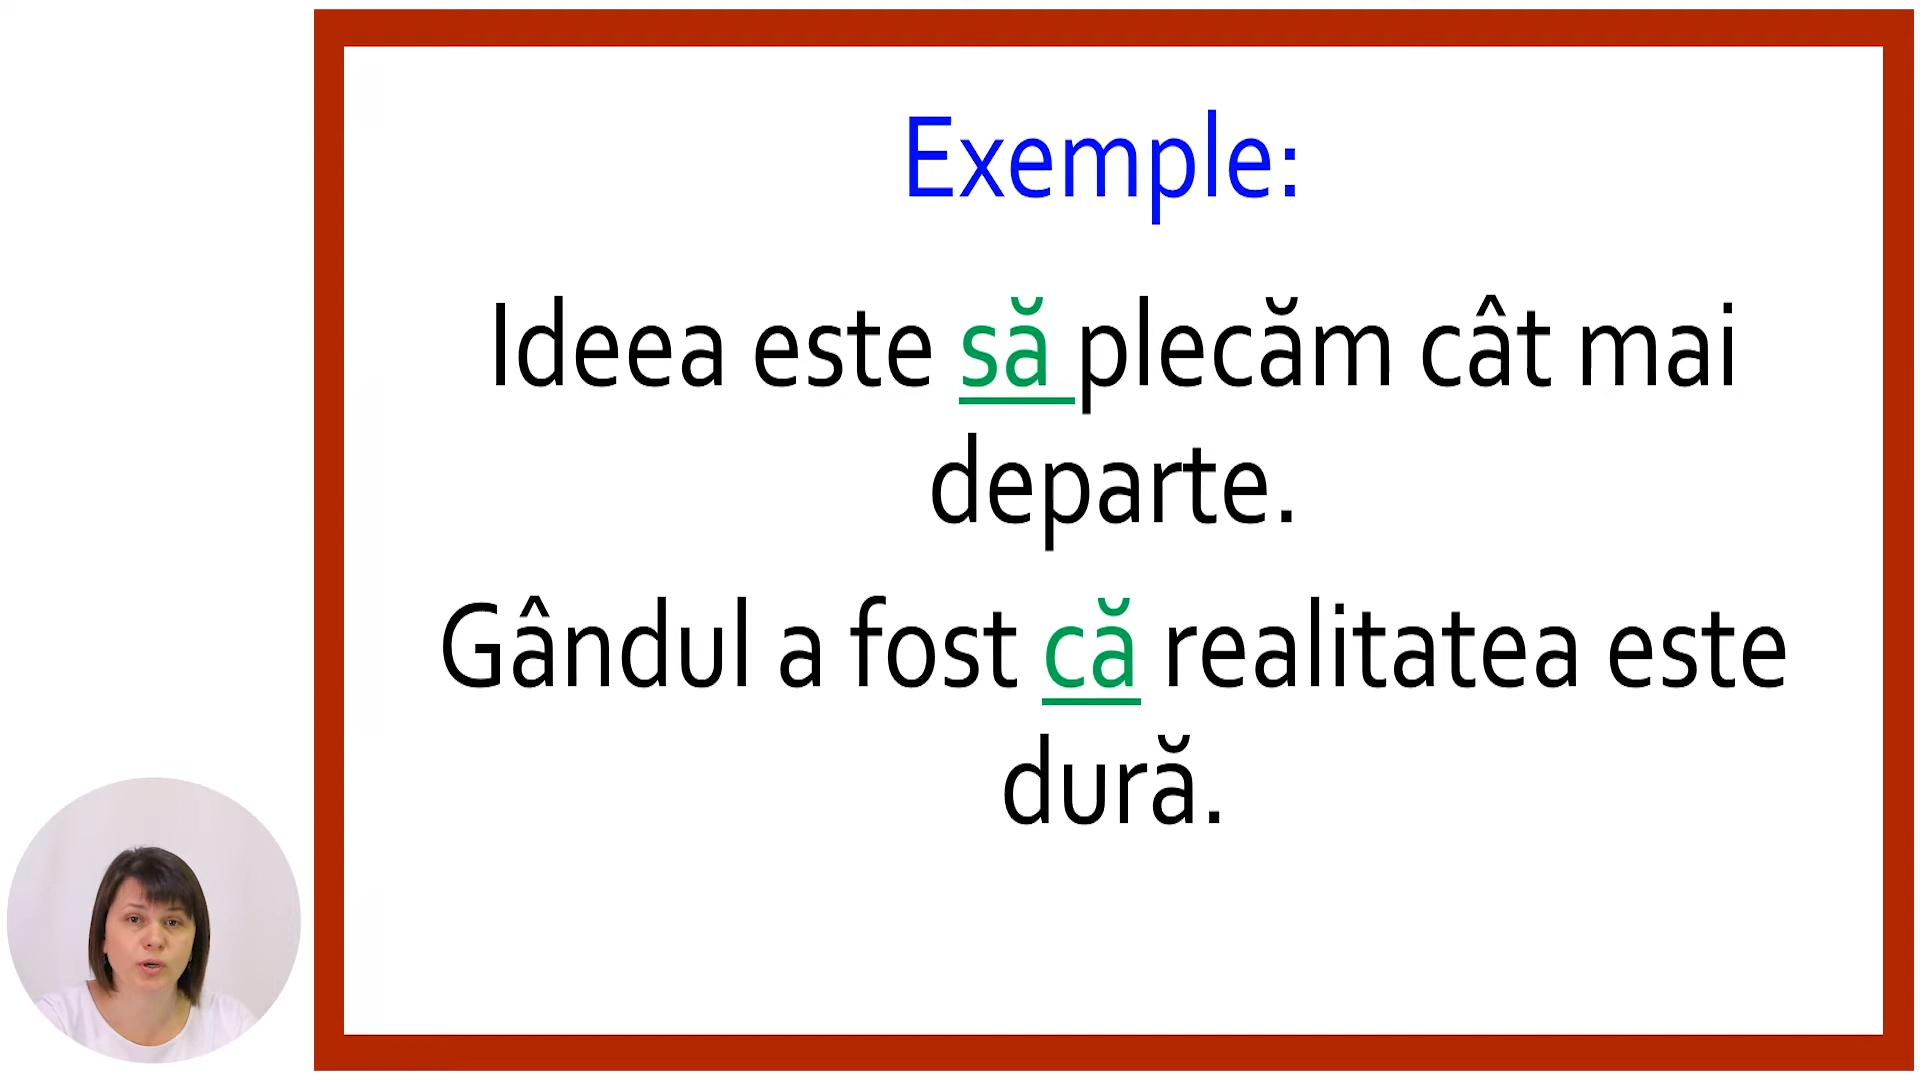 Exemple:
Ideea este să plecăm cât mai
departe.
Gândul a fost că realitatea este
dură.